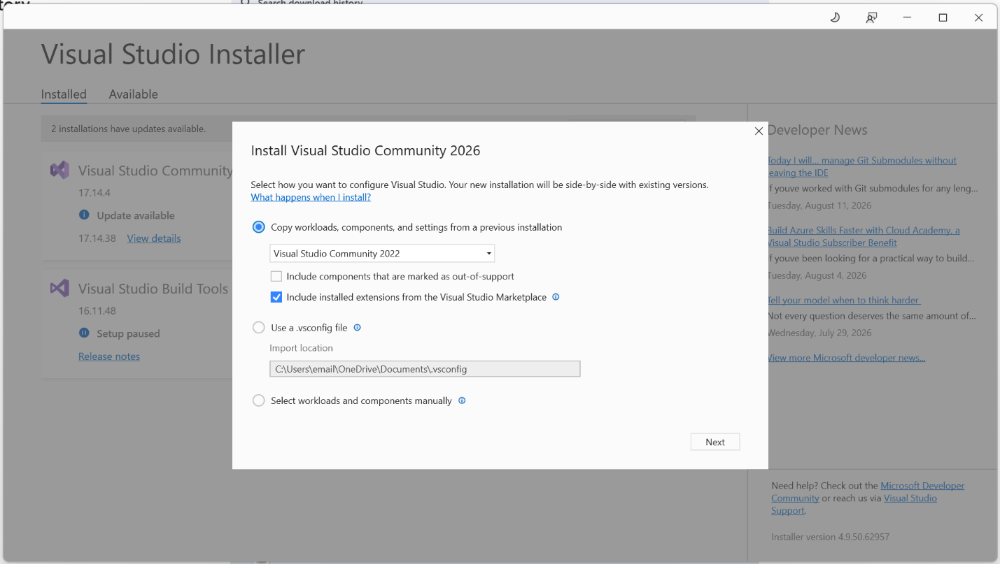 Search download history
Visual Studio Installer
Installed Available
2 installations have updates available.
Visual Studio Community
17.14.4
Update available
17.14.38 View details
Visual Studio Build Tools
16.11.48
Setup paused
Release notes
Install Visual Studio Community 2026
Select how you want to configure Visual Studio. Your new installation will be side-by-side with existing versions.
What happens when I install?
Copy workloads, components, and settings from a previous installation
Visual Studio Community 2022
Include components that are marked as out-of-support
Include installed extensions from the Visual Studio Marketplace
Use a .vsconfig file
Import location
C:\Users\email\OneDrive\Documents\.vsconfig
Select workloads and components manually
Next
Developer News
Today I will... manage Git Submodules without
leaving the IDE
If youve worked with Git submodules for any leng...
Tuesday, August 11, 2026
Build Azure Skills Faster with Cloud Academy, a
Visual Studio Subscriber Benefit
If youve been looking for a practical way to build...
Tuesday, August 4, 2026
Tell your model when to think harder
Not every question deserves the same amount of...
Wednesday, July 29, 2026
View more Microsoft developer news...
Need help? Check out the Microsoft Developer
Community or reach us via Visual Studio
Support.
Installer version 4.9.50.62957